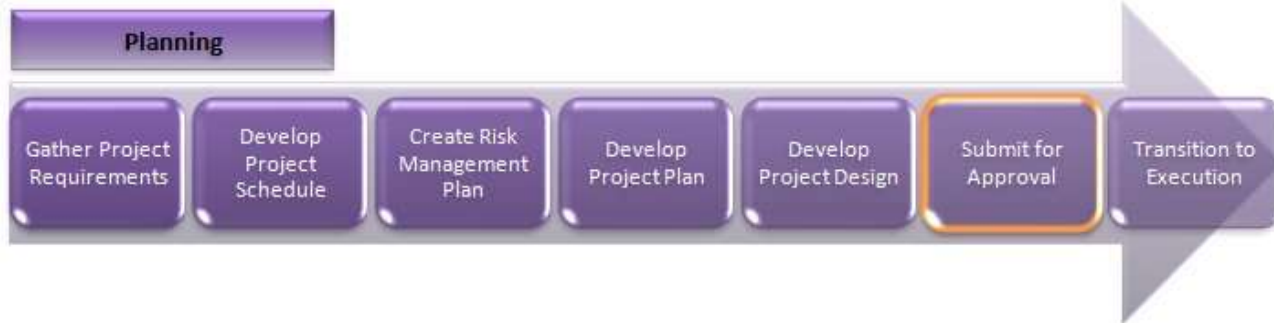 Planning
Gather Project
Requirements
Develop
Project
Schedule
Create Risk
Management
Plan
Develop
Project Plan
Develop
Project Design
Submit for
Approval
Transition to
Execution